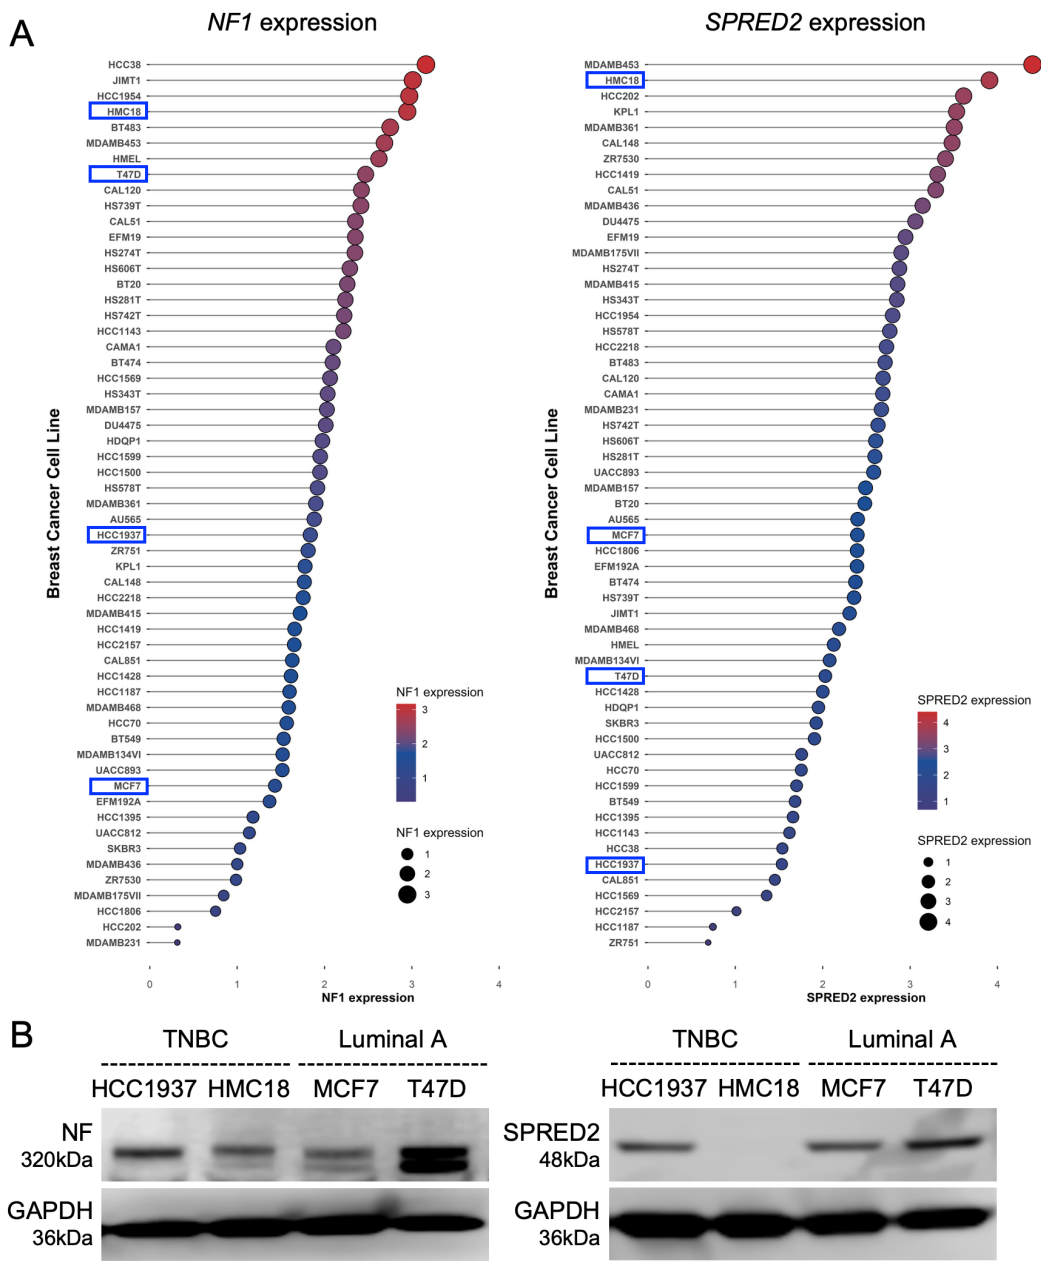 A
NF1 expression
HCC38
JIMT1
HCC1954
HMC18
BT483
MDAMB453
HMEL
T47D
CAL120
HS739T
CAL51
EFM19
HS274T
HS606T
BT20
HS281T
HS742T
HCC1143
CAMA1
BT474
HCC1569
HS343T
MDAMB157
DU4475
HDQP1
HCC1599
HCC1500
HS578T
MDAMB361
AU565
HCC1937
ZR751
KPL1
CAL148
HCC2218
MDAMB415
HCC1419
HCC2157
CAL851
HCC1428
HCC1187
MDAMB468
HCC70
BT549
MDAMB134VI
UACC893
MCF7
EFM192A
HCC1395
UACC812
SKBR3
MDAMB436
ZR7530
MDAMB175VII
HCC1806
HCC202
MDAMB231
Breast Cancer Cell Line
0 1 2 3 4
NF1 expression
NF1 expression
3
2
1
NF1 expression
1
2
3
SPRED2 expression
MDAMB453
HMC18
HCC202
KPL1
MDAMB361
CAL148
ZR7530
HCC1419
CAL51
MDAMB436
DU4475
EFM19
MDAMB175VII
HS274T
MDAMB415
HS343T
HCC1954
HS578T
HCC2218
BT483
CAL120
CAMA1
MDAMB231
HS742T
HS606T
HS281T
UACC893
MDAMB157
BT20
AU565
MCF7
HCC1806
EFM192A
BT474
HS739T
JIMT1
MDAMB468
HMEL
MDAMB134VI
T47D
HCC1428
HDQP1
SKBR3
HCC1500
UACC812
HCC70
HCC1599
BT549
HCC1395
HCC1143
HCC38
HCC1937
CAL851
HCC1569
HCC2157
HCC1187
ZR751
Breast Cancer Cell Line
0 1 2 3 4
SPRED2 expression
SPRED2 expression
4
3
2
1
SPRED2 expression
1
2
3
4
B
TNBC Luminal A
HCC1937 HMC18 MCF7 T47D
NF
320kDa
GAPDH
36kDa
TNBC Luminal A
HCC1937 HMC18 MCF7 T47D
SPRED2
48kDa
GAPDH
36kDa